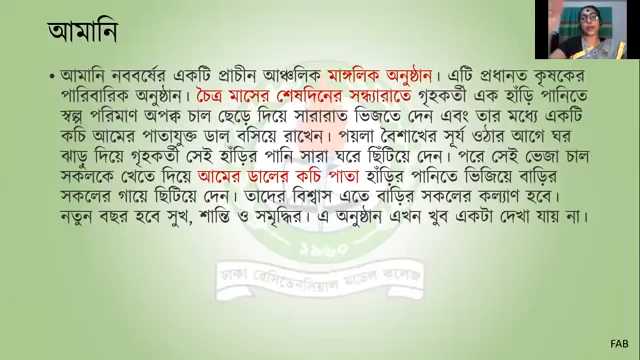 আমানি
• আমানি নববর্ষের একটি প্রাচীন আঞ্চলিক মাঙ্গলিক অনুষ্ঠান। এটি প্রধানত কৃষকের
পারিবারিক অনুষ্ঠান। চৈত্র মাসের শেষদিনের সন্ধ্যারাতে গৃহকর্তী এক হাঁড়ি পানিতে
স্বল্প পরিমাণ অপক্ব চাল ছেড়ে দিয়ে সারারাত ভিজতে দেন এবং তার মধ্যে একটি
কচি আমের পাতাযুক্ত ডাল বসিয়ে রাখেন। পয়লা বৈশাখের সূর্য ওঠার আগে ঘর
ঝাড়ু দিয়ে গৃহকর্তী সেই হাঁড়ির পানি সারা ঘরে ছিঁটিয়ে দেন। পরে সেই ভেজা চাল
সকলকে খেতে দিয়ে আমের ডালের কচি পাতা হাঁড়ির পানিতে ভিজিয়ে বাড়ির
সকলের গায়ে ছিটিয়ে দেন। তাদের বিশ্বাস এতে বাড়ির সকলের কল্যাণ হবে।
নতুন বছর হবে সুখ, শান্তি ও সমৃদ্ধির। এ অনুষ্ঠান এখন খুব একটা দেখা যায় না।
১৯৬০
ঢাকা রেসিডেনসিয়াল মডেল কলেজ
FAB